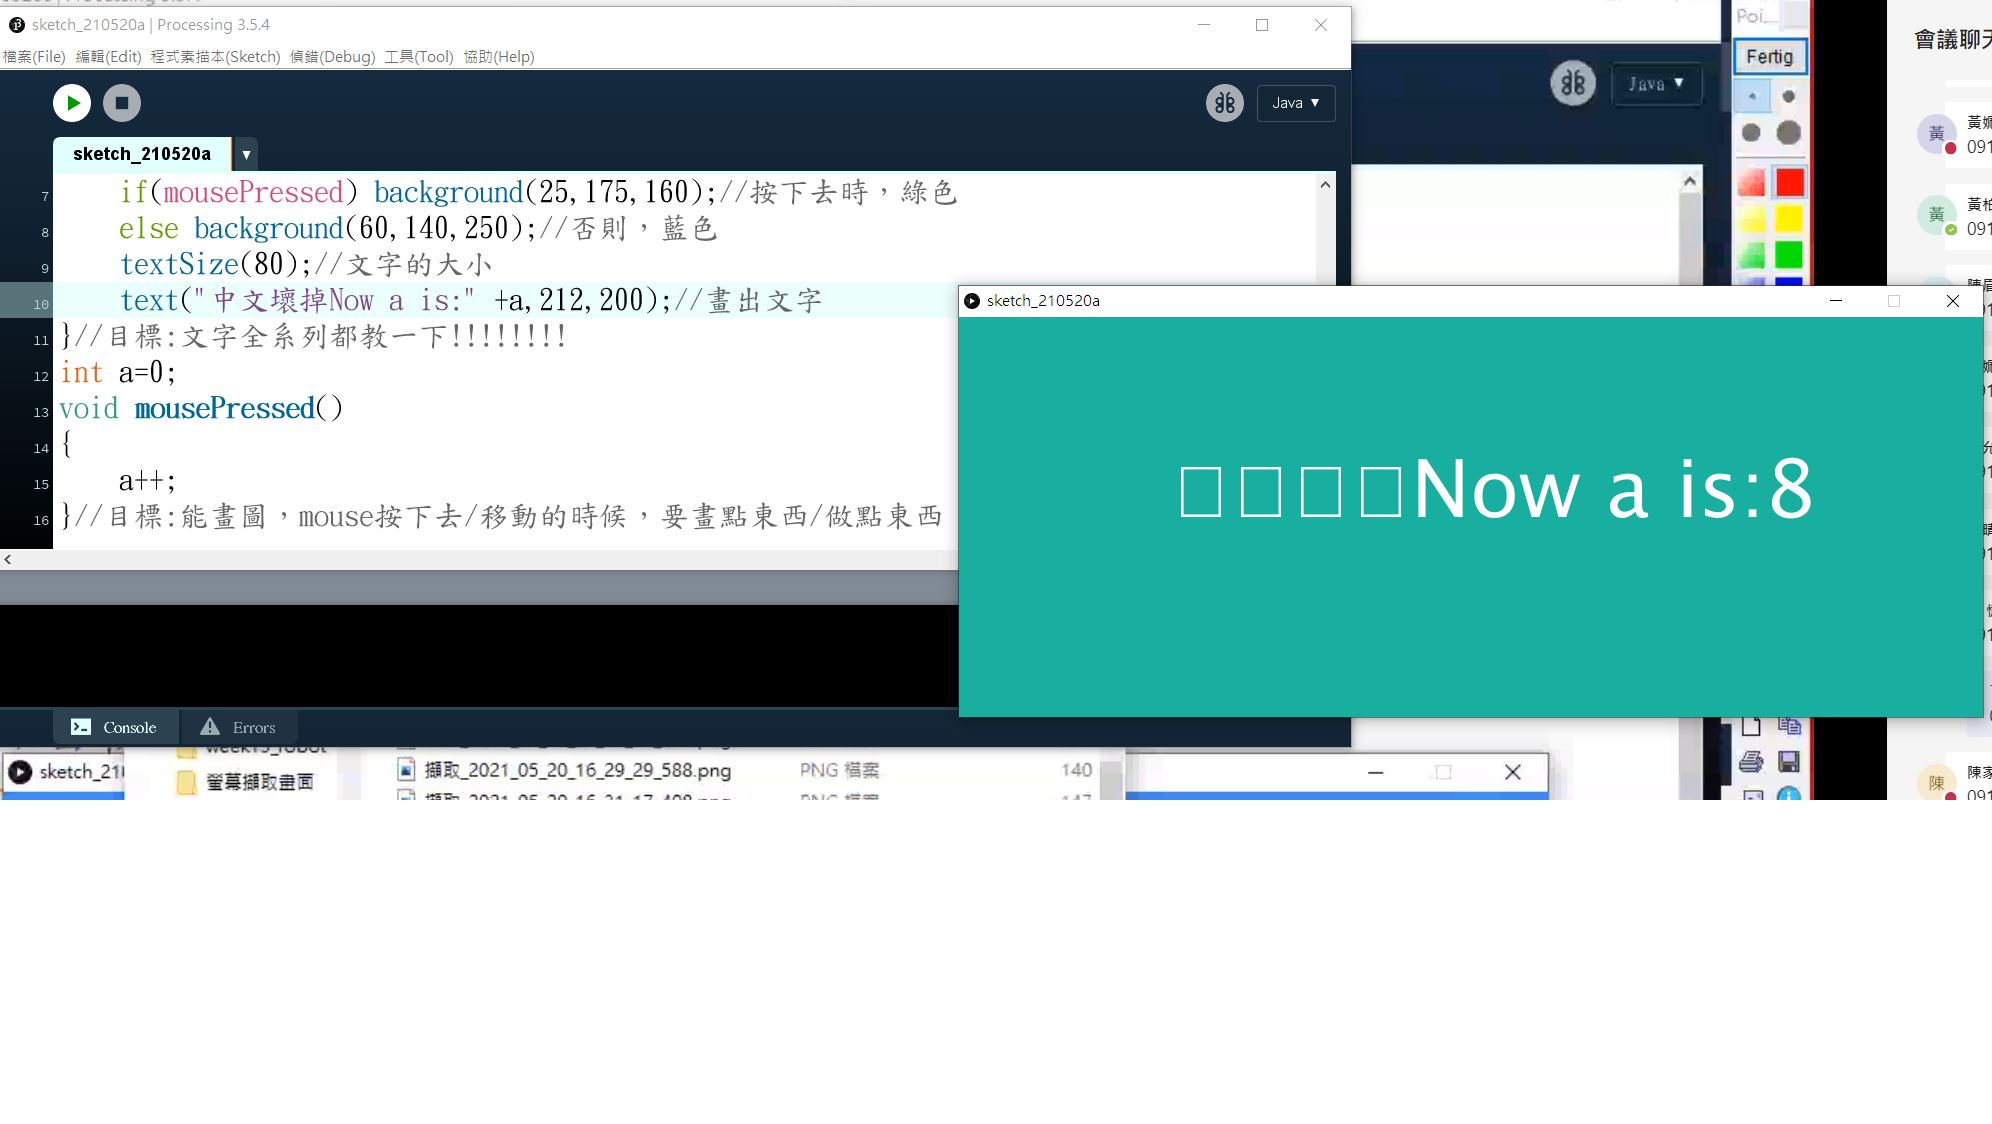 sketch_210520a | Processing 3.5.4
檔案(File) 編輯(Edit) 程式素描本(Sketch) 偵錯(Debug) 工具(Tool) 協助(Help)
Java ▼
sketch_210520a ▼
7 if(mousePressed) background(25,175,160);//按下去時，綠色
8 else background(60,140,250);//否則，藍色
9 textSize(80);//文字的大小
10 text("中文壞掉Now a is:" +a,212,200);//畫出文字
11 }//目標:文字全系列都教一下!!!!!!!!
12 int a=0;
13 void mousePressed()
14 {
15 a++;
16 }//目標:能畫圖，mouse按下去/移動的時候，要畫點東西/做點東西
Console
Errors
sketch_210520a
□□□□Now a is:8
Java ▼
Poi...
Fertig
會議聊天
黃
091
黃
黃柏
091
陳
陳家
091
sketch_21
week13_robot
螢幕擷取畫面
擷取_2021_05_20_16_29_29_588.png PNG 檔案 140